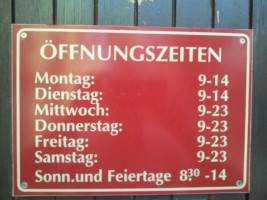 ÖFFNUNGSZEITEN
Montag: 9-14
Dienstag: 9-14
Mittwoch: 9-23
Donnerstag: 9-23
Freitag: 9-23
Samstag: 9-23
Sonn.und Feiertage 8³⁰ -14